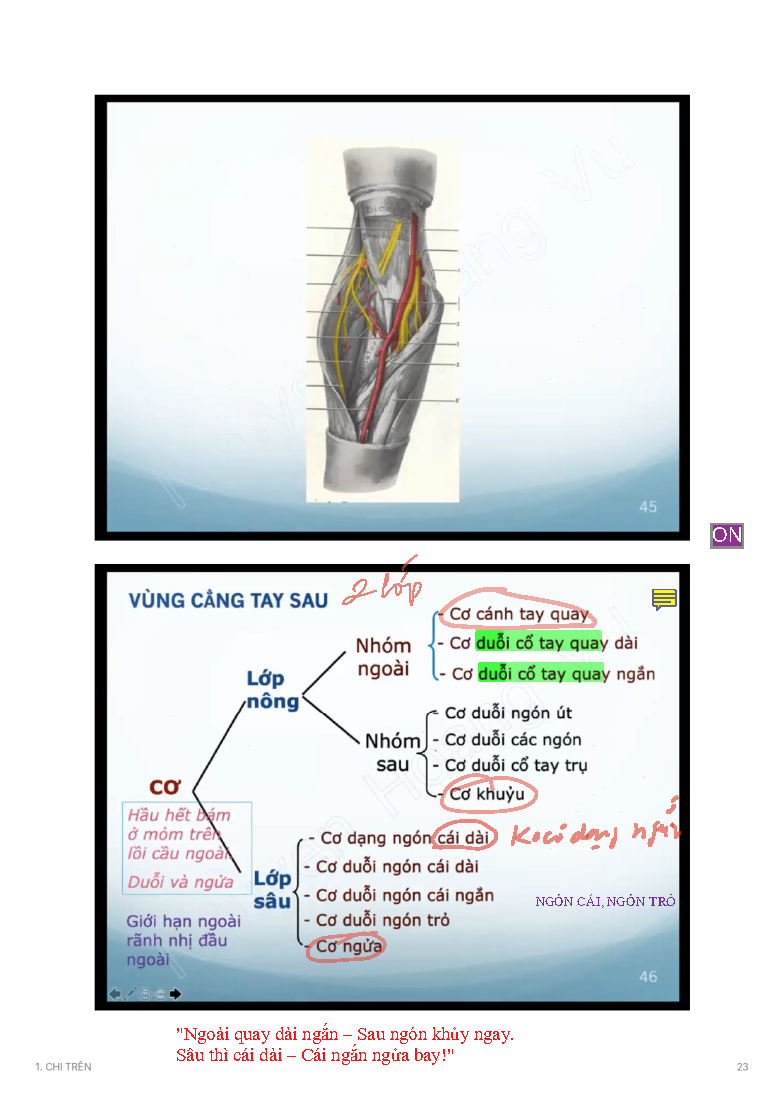 biceps
45
ON
VÙNG CẲNG TAY SAU
2 lớp
- Cơ cánh tay quay
Nhóm ngoài
- Cơ duỗi cổ tay quay dài
- Cơ duỗi cổ tay quay ngắn
Lớp nông
- Cơ duỗi ngón út
Nhóm sau
- Cơ duỗi các ngón
- Cơ duỗi cổ tay trụ
- Cơ khuỷu
CƠ
Hầu hết bám
ở mỏm trên
lồi cầu ngoài.
Duỗi và ngửa
Lớp sâu
- Cơ dạng ngón cái dài
Ko có dạng ngắn
- Cơ duỗi ngón cái dài
- Cơ duỗi ngón cái ngắn
- Cơ duỗi ngón trỏ
- Cơ ngửa
NGÓN CÁI, NGÓN TRỎ
Giới hạn ngoài
rãnh nhị đầu
ngoài
46
"Ngoài quay dài ngắn – Sau ngón khủy ngay.
Sâu thì cái dài – Cái ngắn ngửa bay!"
1. CHI TRÊN
23